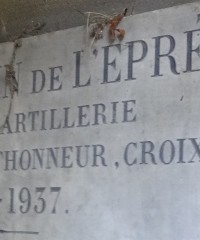 N DE L'EPRE
ARTILLERIE
'HONNEUR, CROIX
1937.